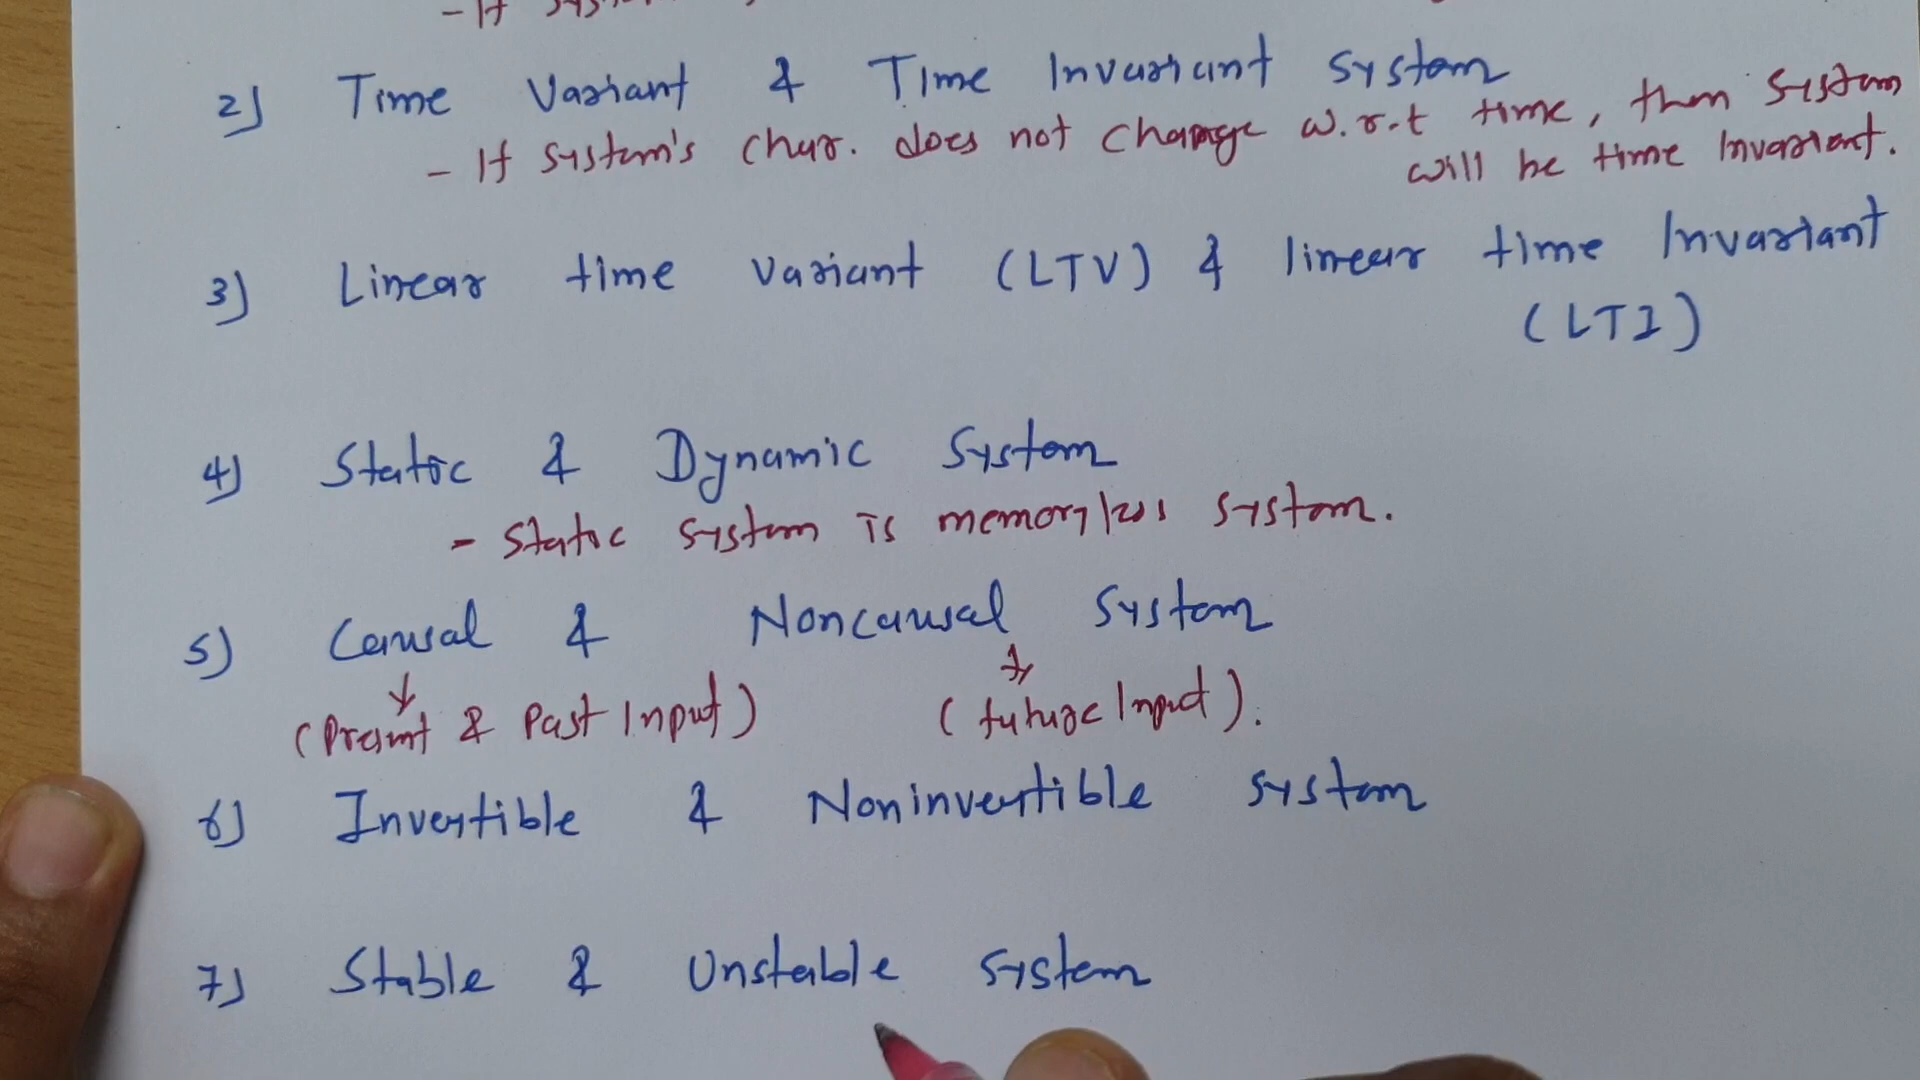 - If
2) Time Variant & Time Invariant System
- If system's char. does not change w.r.t time, then system
will be time Invariant.
3) Linear time variant (LTV) & linear time Invariant
(LTI)
4) Static & Dynamic System
- Static system is memoryless system.
5) Causal & Noncausal System
(Present & Past Input) (future Input).
6) Invertible & Noninvertible system
7) Stable & Unstable system